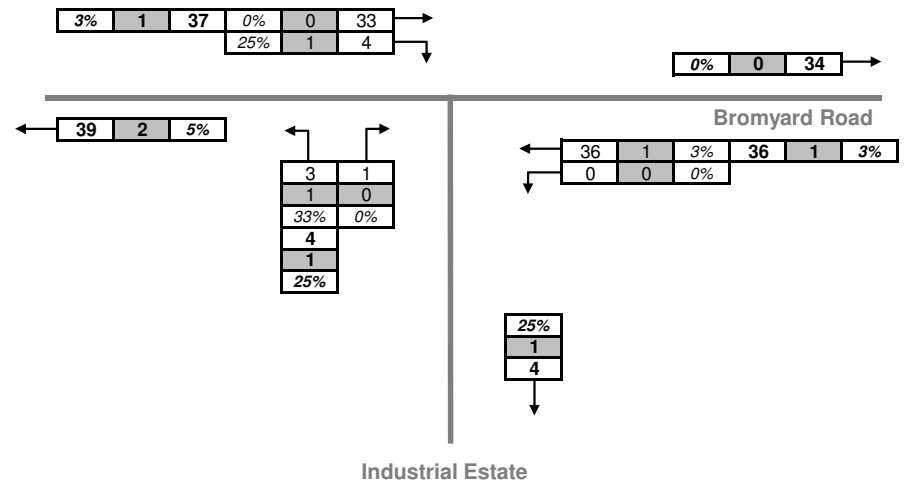 3% 1 37 0% 0 33
25% 1 4
0% 0 34
Bromyard Road
39 2 5%
36 1 3% 36 1 3%
0 0 0%
3 1
1 0
33% 0%
4
1
25%
25%
1
4
Industrial Estate